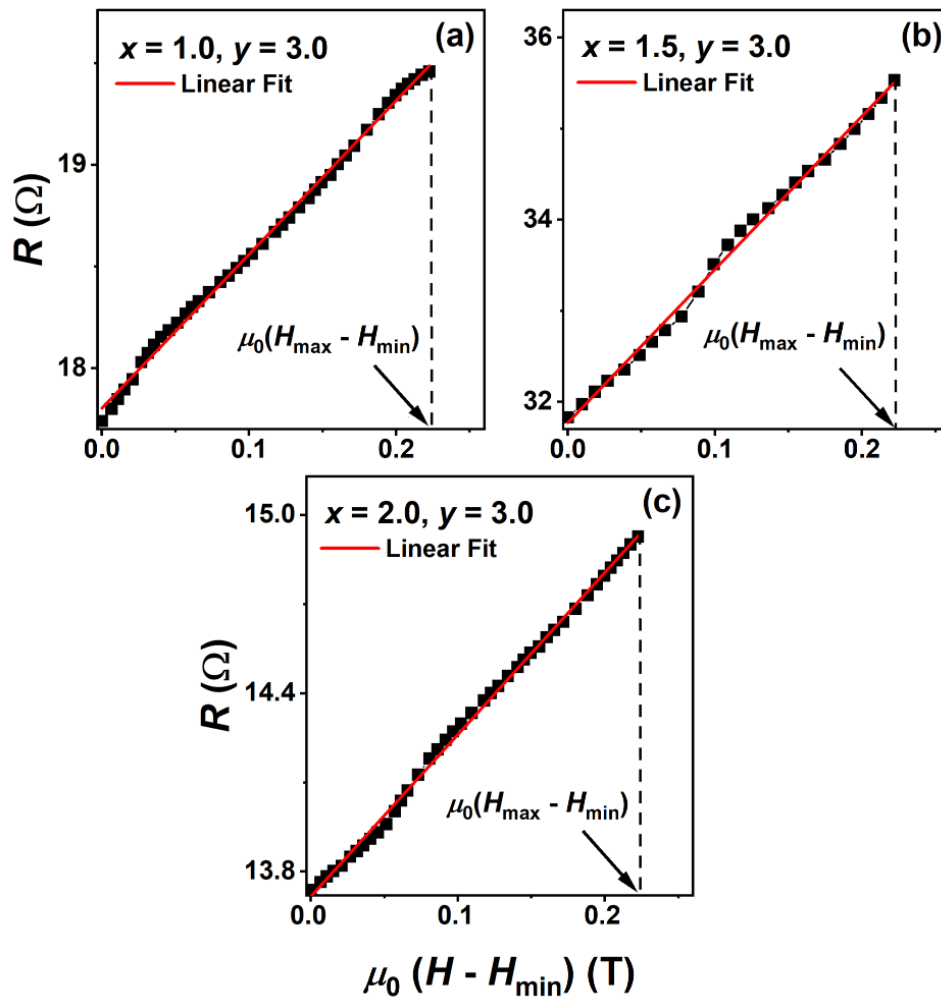 (a)
x = 1.0, y = 3.0
Linear Fit
19
18
R (Ω)
μ0(Hmax - Hmin)
0.0
0.1
0.2
(b)
x = 1.5, y = 3.0
Linear Fit
36
34
32
μ0(Hmax - Hmin)
0.0
0.1
0.2
(c)
x = 2.0, y = 3.0
Linear Fit
15.0
14.4
13.8
R (Ω)
μ0(Hmax - Hmin)
0.0
0.1
0.2
μ0 (H - Hmin) (T)